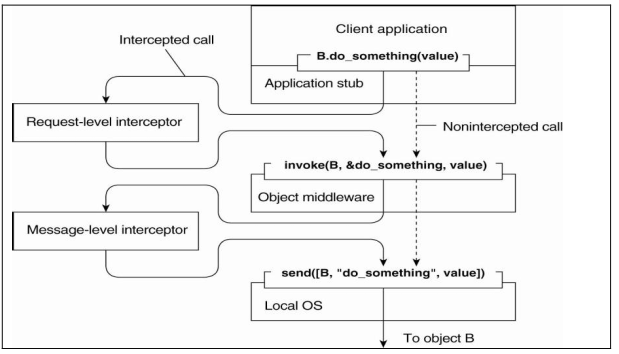 Client application
Intercepted call
B.do_something(value)
Application stub
Request-level interceptor
Nonintercepted call
invoke(B, &do_something, value)
Object middleware
Message-level interceptor
send([B, "do_something", value])
Local OS
To object B